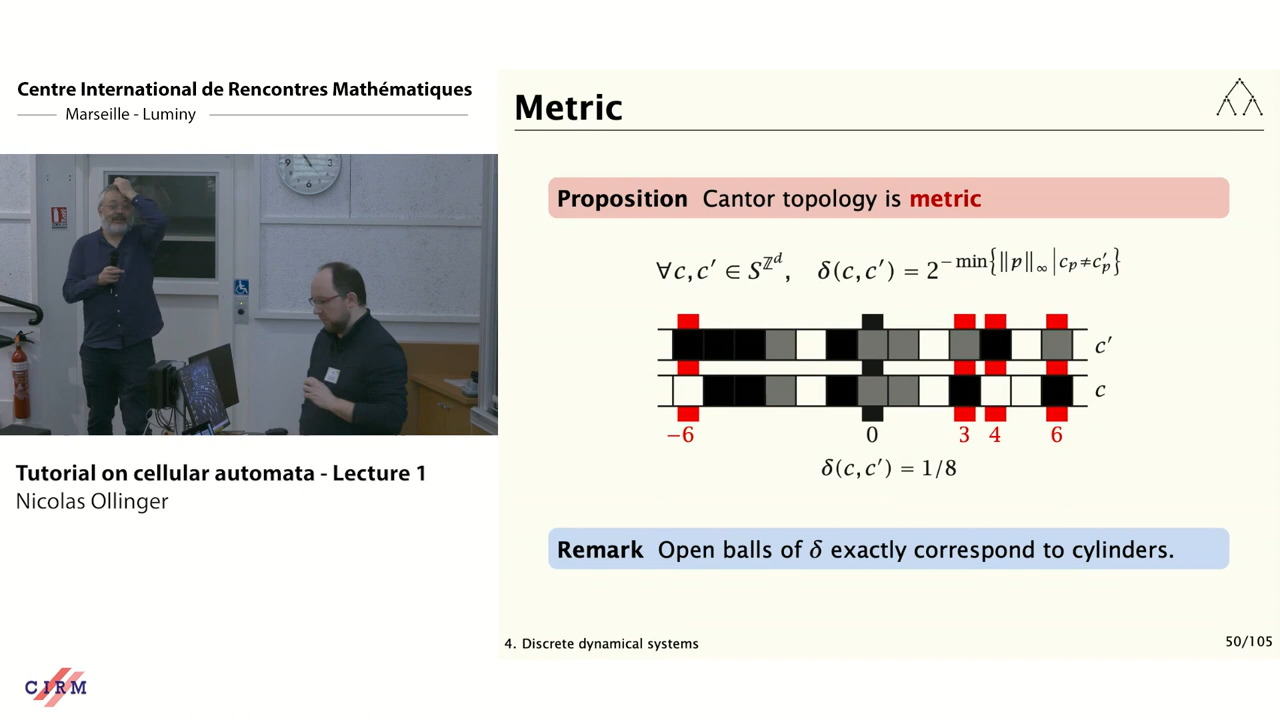 Centre International de Rencontres Mathématiques
Marseille - Luminy
Tutorial on cellular automata - Lecture 1
Nicolas Ollinger
CIRM
Metric
Proposition Cantor topology is metric
∀c, c′ ∈ S^{ℤ^d}, δ(c, c′) = 2^{−min{‖p‖_∞ | c_p≠c′_p}}
c′
c
−6 0 3 4 6
δ(c, c′) = 1/8
Remark Open balls of δ exactly correspond to cylinders.
4. Discrete dynamical systems
50/105